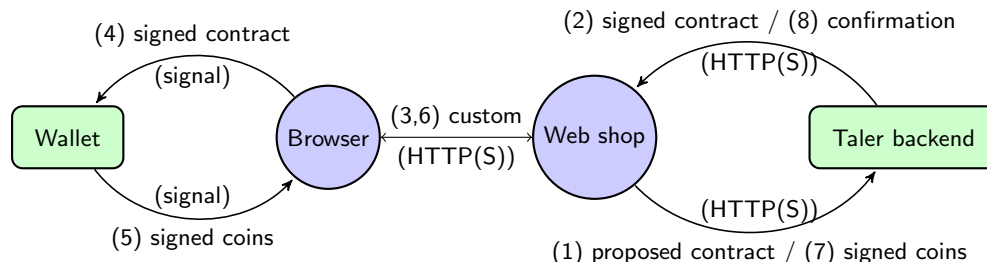 (2) signed contract / (8) confirmation
(4) signed contract
(HTTP(S))
(signal)
(3,6) custom
Wallet
Browser
Web shop
Taler backend
(HTTP(S))
(signal)
(HTTP(S))
(5) signed coins
(1) proposed contract / (7) signed coins